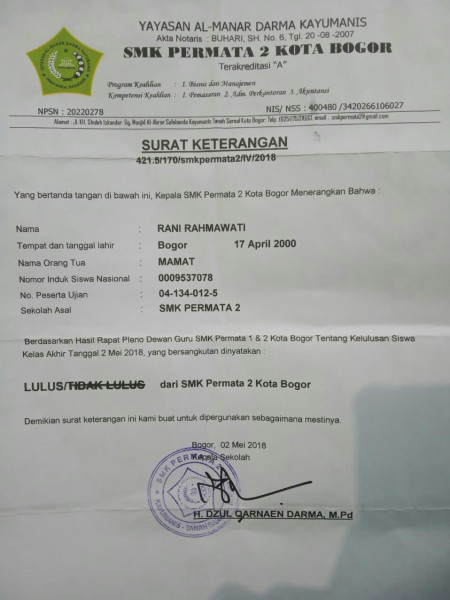 YAYASAN AL-MANAR DARMA KAYUMANIS
Akta Notaris : BUHARI, SH. No. 6, Tgl. 20 -08 -2007
SMK PERMATA 2 KOTA BOGOR
Terakreditasi "A"
Program Keahlian : 1. Bisnis dan Manajemen
Kompetensi Keahlian : 1. Pemasaran 2. Adm. Perkantoran 3. Akuntansi
NPSN : 20220278 NIS/ NSS : 400480 /3420266106027
Alamat : Jl. KH. Sholeh Iskandar Gg. Masjid Al-Abror Salabenda Kayumanis Tanah Sareal Kota Bogor
SURAT KETERANGAN
421.5/170/smkpermata2/IV/2018
Yang bertanda tangan di bawah ini, Kepala SMK Permata 2 Kota Bogor Menerangkan Bahwa :
Nama : RANI RAHMAWATI
Tempat dan tanggal lahir : Bogor 17 April 2000
Nama Orang Tua : MAMAT
Nomor Induk Siswa Nasional : 0009537078
No. Peserta Ujian : 04-134-012-5
Sekolah Asal : SMK PERMATA 2
Berdasarkan Hasil Rapat Pleno Dewan Guru SMK Permata 1 & 2 Kota Bogor Tentang Kelulusan Siswa
Kelas Akhir Tanggal 2 Mei 2018, yang bersangkutan dinyatakan :
LULUS/TIDAK LULUS dari SMK Permata 2 Kota Bogor
Demikian surat keterangan ini kami buat untuk dipergunakan sebagaimana mestinya.
Bogor, 02 Mei 2018
Kepala Sekolah
SMK PERMATA 2
H. DZUL QARNAEN DARMA, M.Pd